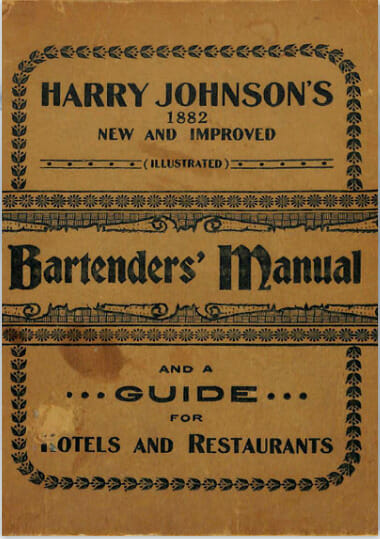 HARRY JOHNSON'S
1882
NEW AND IMPROVED
(ILLUSTRATED)
Bartenders' Manual
AND A
...GUIDE...
FOR
HOTELS AND RESTAURANTS